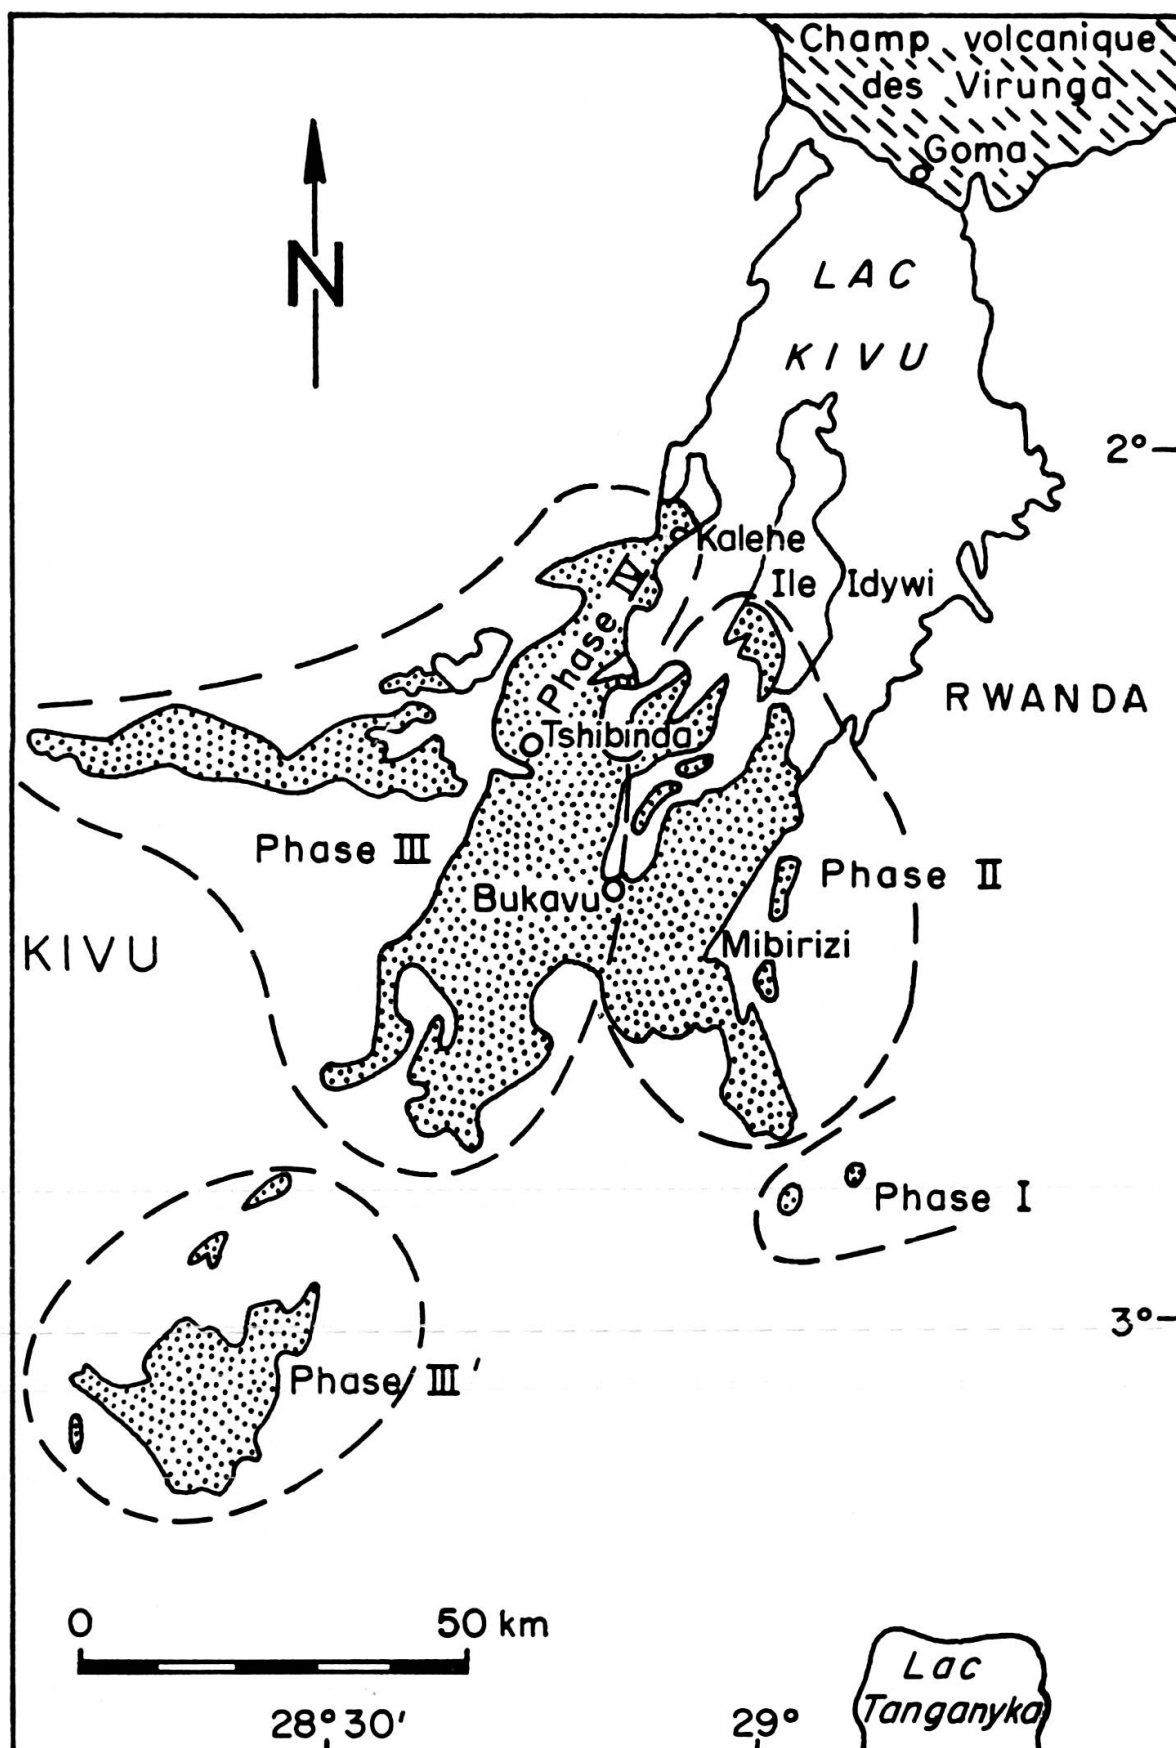 Champ volcanique
des Virunga
Goma
N
LAC
KIVU
2°
Kalehe
Ile Idywi
Phase IV
RWANDA
Tshibinda
Phase III
Phase II
Bukavu
Mibirizi
KIVU
Phase I
3°
Phase III'
0 50 km
Lac
Tanganyka
28°30' 29°